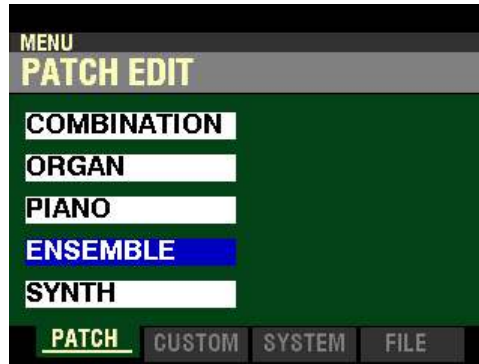 MENU
PATCH EDIT
COMBINATION
ORGAN
PIANO
ENSEMBLE
SYNTH
PATCH CUSTOM SYSTEM FILE